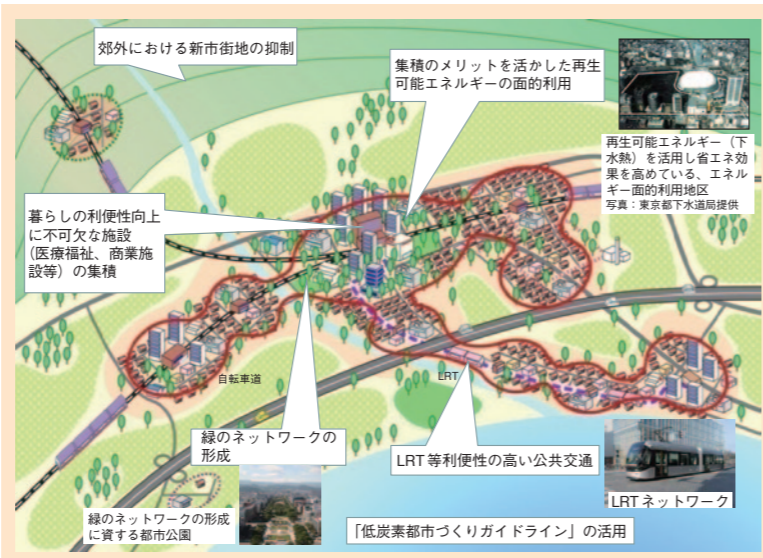 郊外における新市街地の抑制
集積のメリットを活かした再生
可能エネルギーの面的利用
再生可能エネルギー（下
水熱）を活用し省エネ効
果を高めている、エネル
ギー面的利用地区
写真：東京都下水道局提供
暮らしの利便性向上
に不可欠な施設
（医療福祉、商業施
設等）の集積
自転車道
LRT
緑のネットワークの
形成
LRT等利便性の高い公共交通
LRTネットワーク
緑のネットワークの形成
に資する都市公園
「低炭素都市づくりガイドライン」の活用